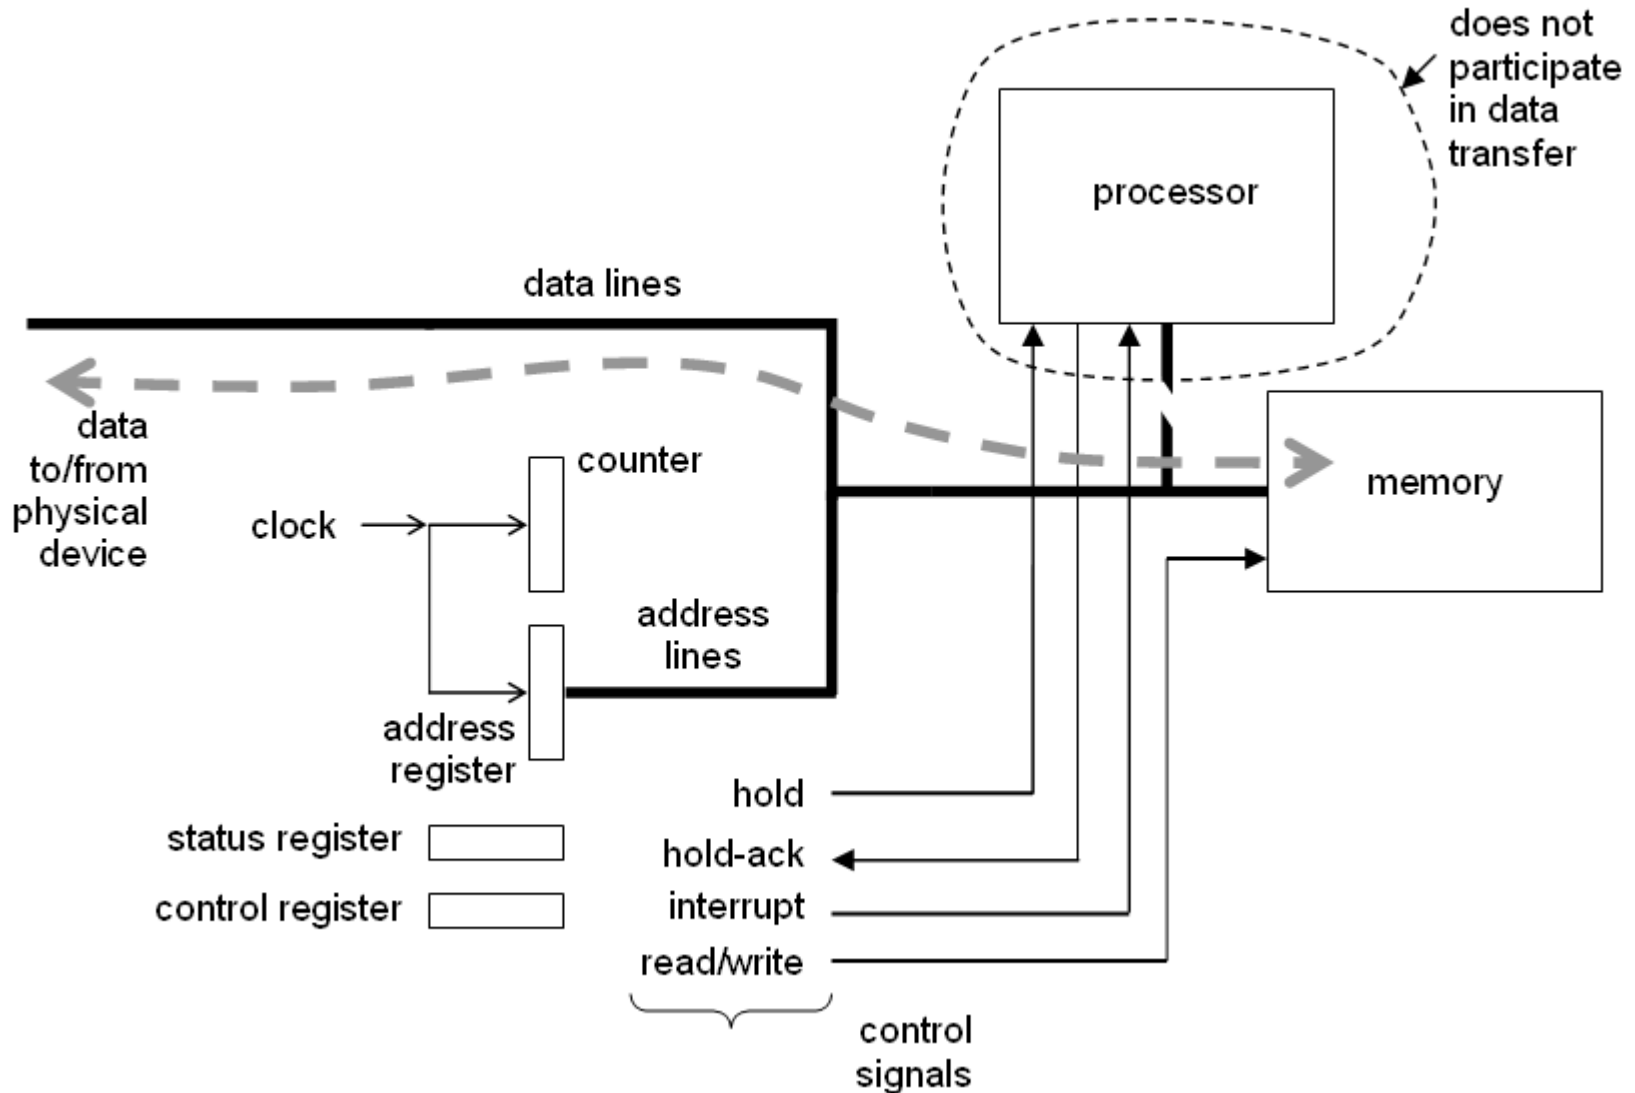 does not
participate
in data
transfer
processor
data lines
data
to/from
physical
device
counter
clock
memory
address
lines
address
register
hold
status register
hold-ack
control register
interrupt
read/write
control
signals